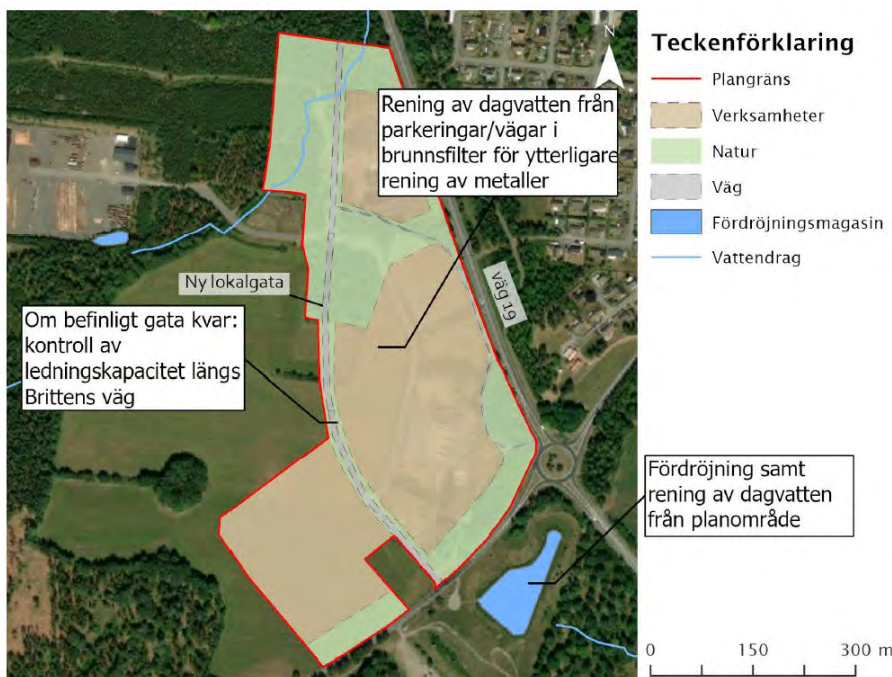 N
Rening av dagvatten från
parkeringar/vägar i
brunnsfilter för ytterligare
rening av metaller
Ny lokalgata
väg 19
Om befinligt gata kvar:
kontroll av
ledningskapacitet längs
Brittens väg
Fördröjning samt
rening av dagvatten
från planområde
Teckenförklaring
Plangräns
Verksamheter
Natur
Väg
Fördröjningsmagasin
Vattendrag
0 150 300 m